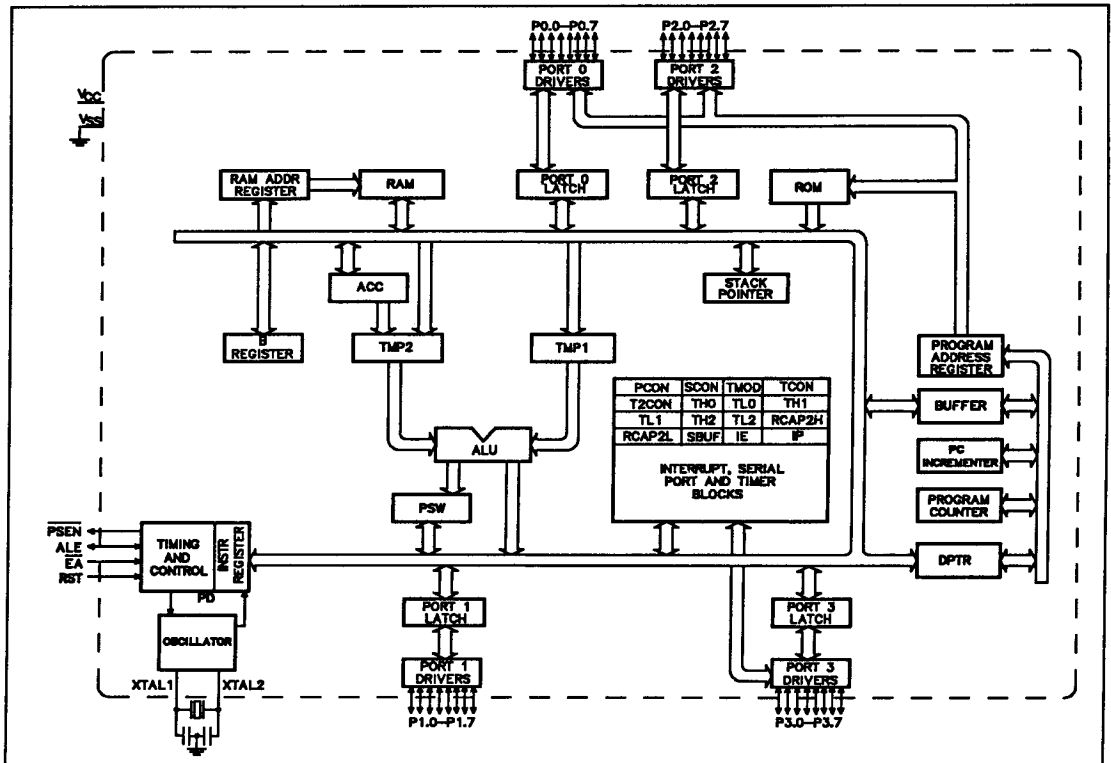 P0.0–P0.7
P2.0–P2.7
PORT 0
DRIVERS
PORT 2
DRIVERS
VCC
VSS
RAM ADDR
REGISTER
RAM
PORT 0
LATCH
PORT 2
LATCH
ROM
ACC
STACK
POINTER
B
REGISTER
TMP2
TMP1
PROGRAM
ADDRESS
REGISTER
PCON SCON TMOD TCON
T2CON TH0 TL0 TH1
TL1 TH2 TL2 RCAP2H
RCAP2L SBUF IE IP
INTERRUPT, SERIAL
PORT AND TIMER
BLOCKS
BUFFER
ALU
PC
INCREMENTER
PSW
PROGRAM
COUNTER
PSEN
ALE
EA
RST
TIMING
AND
CONTROL
INSTR
REGISTER
DPTR
PD
OSCILLATOR
PORT 1
LATCH
PORT 3
LATCH
XTAL1
XTAL2
PORT 1
DRIVERS
PORT 3
DRIVERS
P1.0–P1.7
P3.0–P3.7